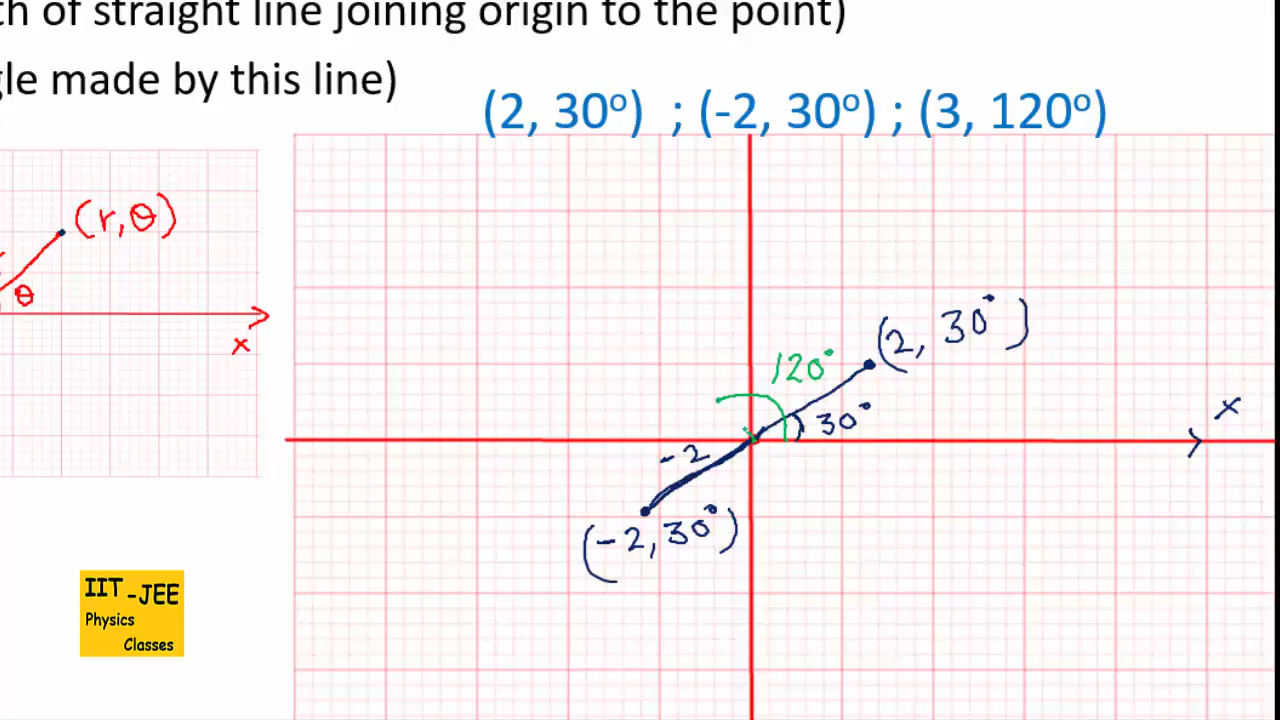 th of straight line joining origin to the point)
gle made by this line)
(2, 30°) ; (-2, 30°) ; (3, 120°)
(r, θ)
θ
x
(2, 30°)
120°
30°
x
-2
(-2, 30°)
IIT-JEE
Physics
Classes